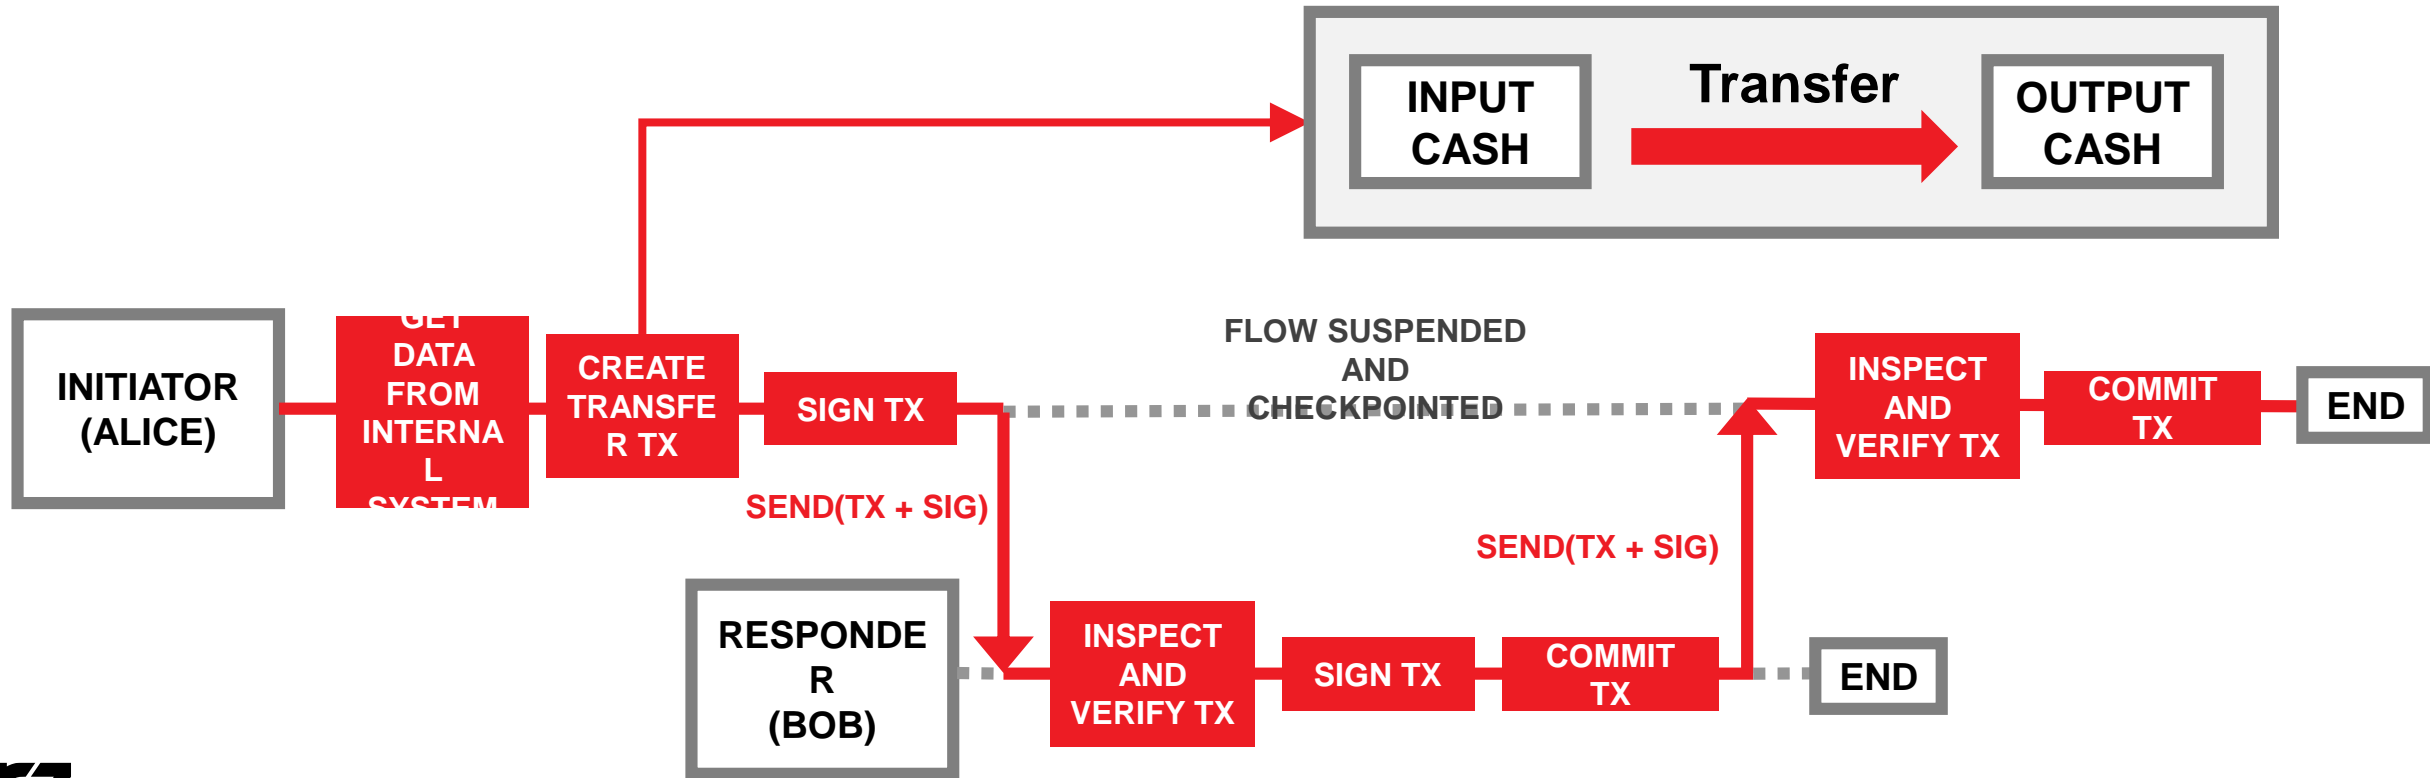 INPUT
CASH
Transfer
OUTPUT
CASH
INITIATOR
(ALICE)
GET
DATA
FROM
INTERNA
L
SYSTEM
CREATE
TRANSFE
R TX
SIGN TX
FLOW SUSPENDED
AND
CHECKPOINTED
INSPECT
AND
VERIFY TX
COMMIT
TX
END
SEND(TX + SIG)
SEND(TX + SIG)
RESPONDE
R
(BOB)
INSPECT
AND
VERIFY TX
SIGN TX
COMMIT
TX
END